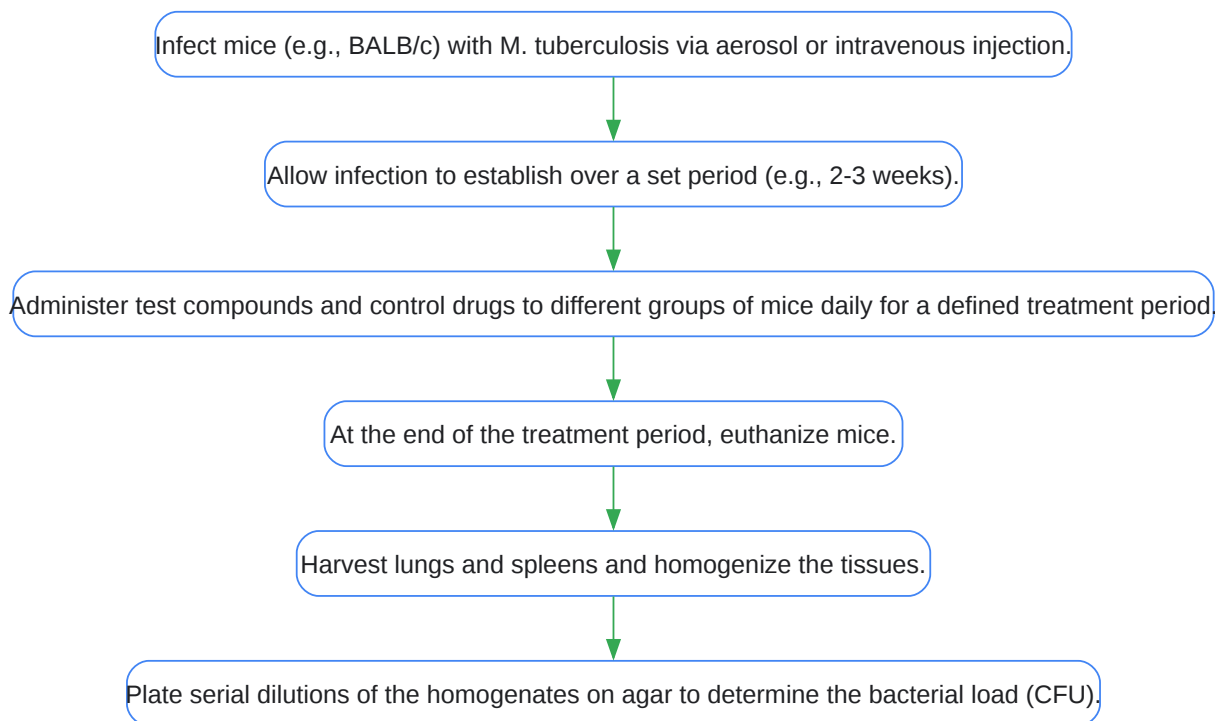 Infect mice (e.g., BALB/c) with M. tuberculosis via aerosol or intravenous injection.
Allow infection to establish over a set period (e.g., 2-3 weeks).
Administer test compounds and control drugs to different groups of mice daily for a defined treatment period.
At the end of the treatment period, euthanize mice.
Harvest lungs and spleens and homogenize the tissues.
Plate serial dilutions of the homogenates on agar to determine the bacterial load (CFU).